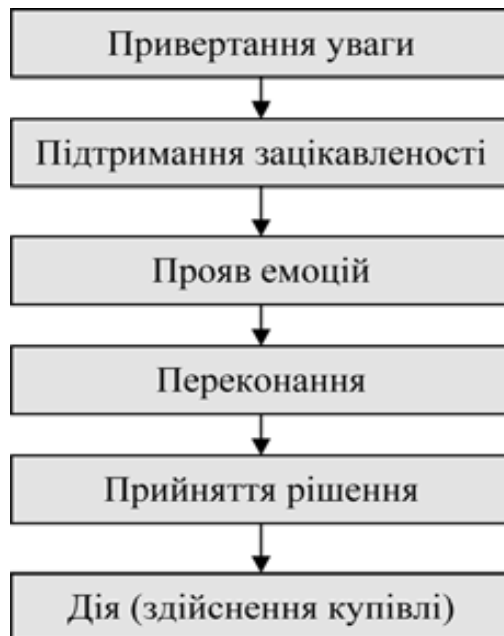 Привертання уваги
Підтримання зацікавленості
Прояв емоцій
Переконання
Прийняття рішення
Дія (здійснення купівлі)